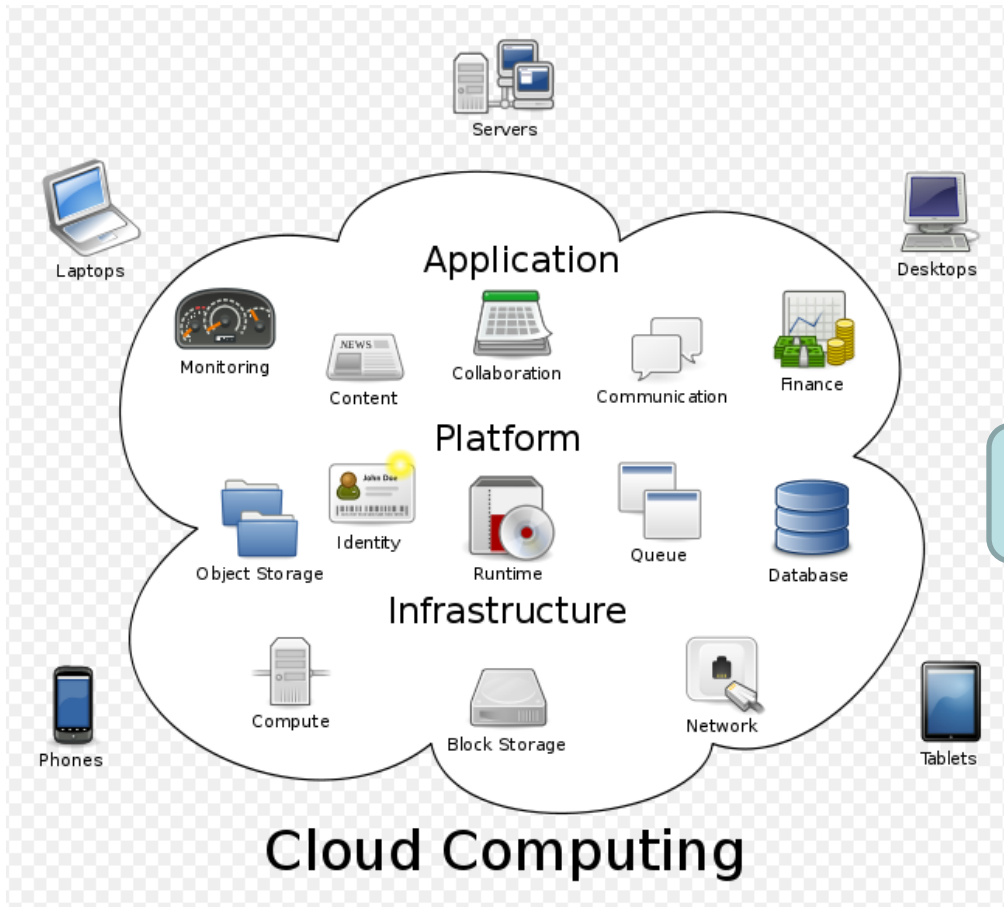 Servers
Laptops
Desktops
Application
Monitoring
NEWS
Content
Collaboration
Communication
Finance
Platform
John Doe
Object Storage
Identity
Runtime
Queue
Database
Infrastructure
Compute
Block Storage
Network
Phones
Tablets
Cloud Computing